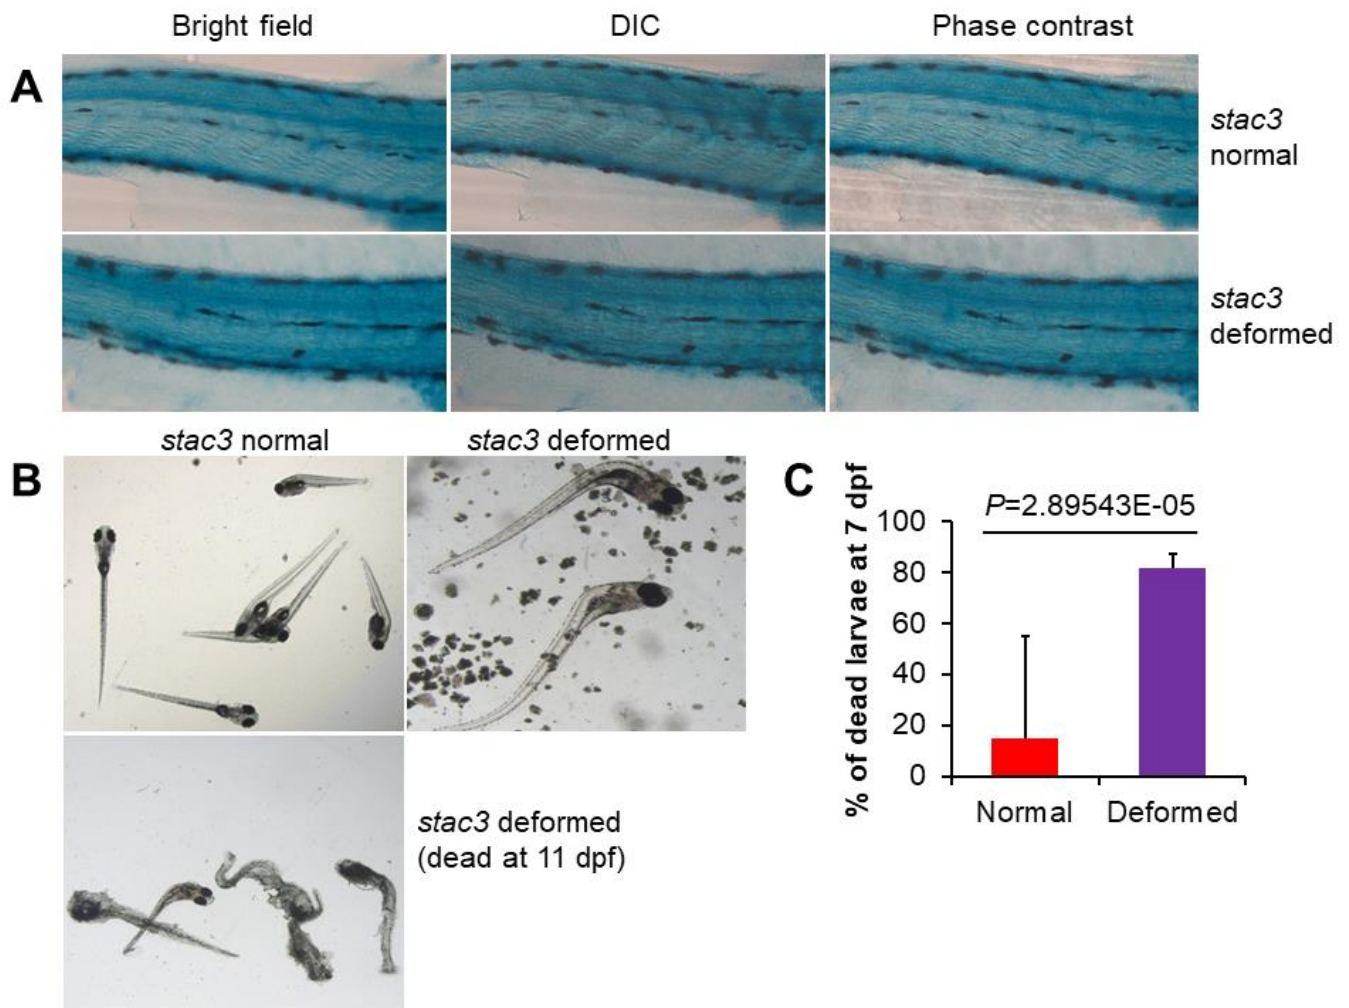 Bright field
DIC
Phase contrast
A
stac3
normal
stac3
deformed
stac3 normal
stac3 deformed
B
stac3 deformed
(dead at 11 dpf)
C
% of dead larvae at 7 dpf
P=2.89543E-05
100
80
60
40
20
0
Normal
Deformed